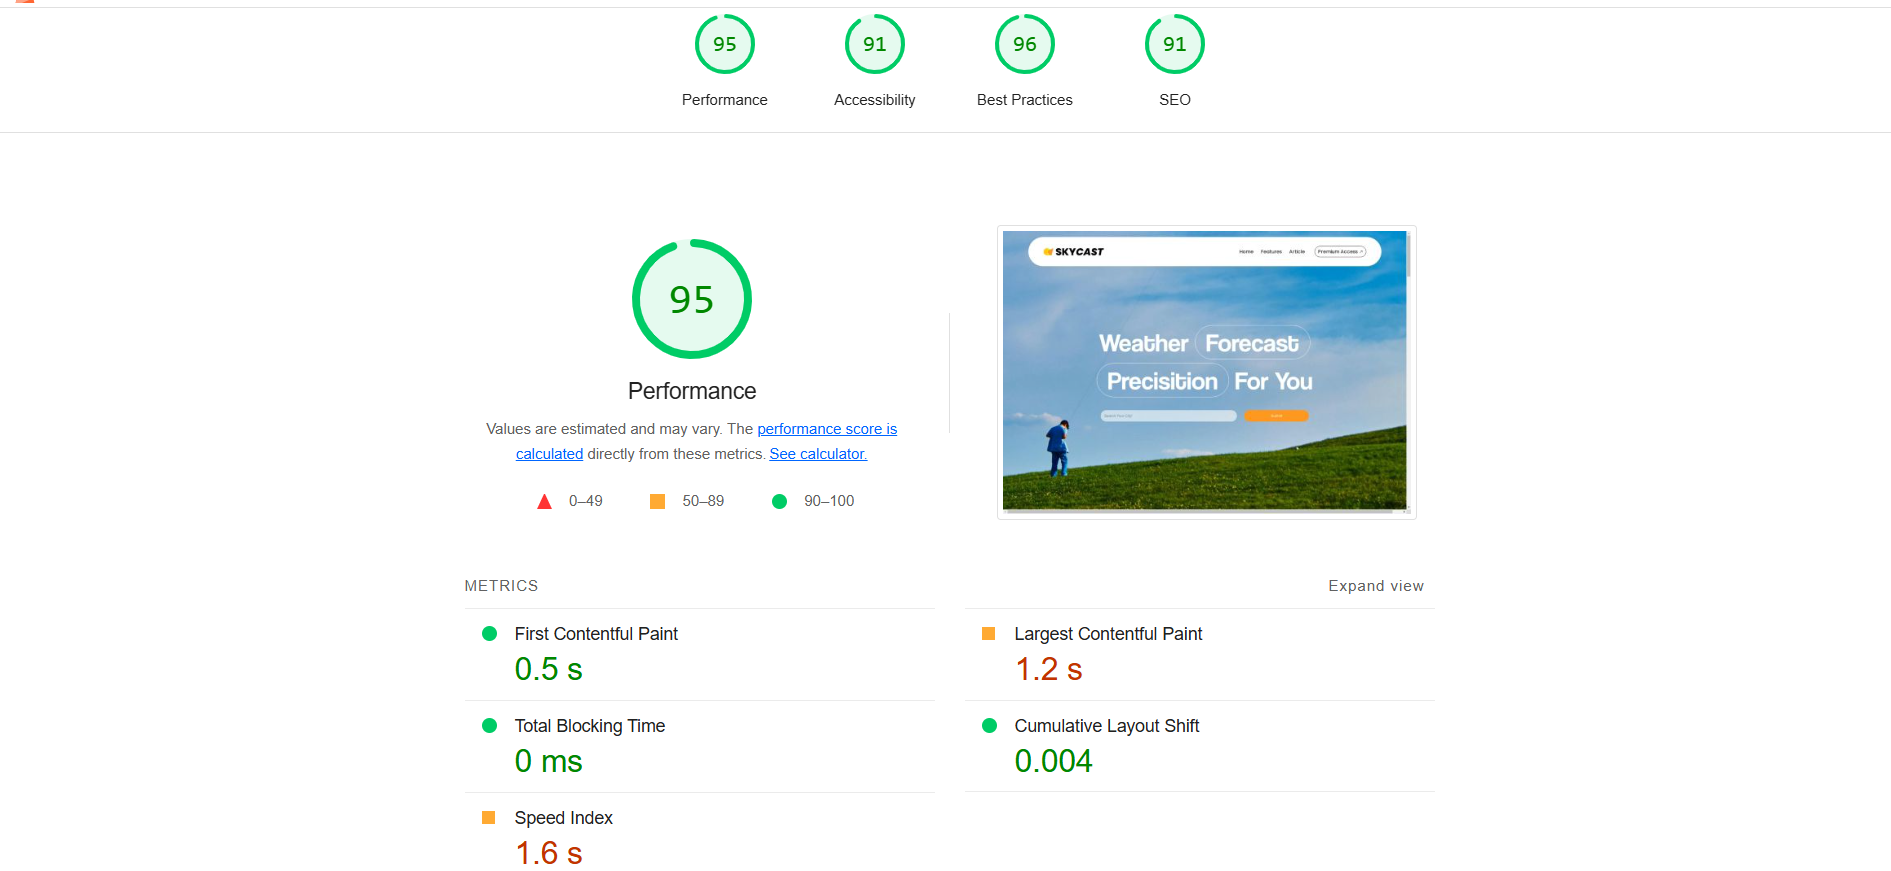 95 91 96 91
Performance Accessibility Best Practices SEO
95
Performance
Values are estimated and may vary. The performance score is
calculated directly from these metrics. See calculator.
0–49 50–89 90–100
SKYCAST Home Features Article Premium Access
Weather Forecast
Precisition For You
METRICS Expand view
First Contentful Paint
0.5 s
Largest Contentful Paint
1.2 s
Total Blocking Time
0 ms
Cumulative Layout Shift
0.004
Speed Index
1.6 s